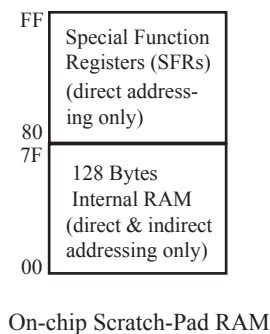 FF
Special Function
Registers (SFRs)
(direct address-
ing only)
80
7F
128 Bytes
Internal RAM
(direct & indirect
addressing only)
00
On-chip Scratch-Pad RAM